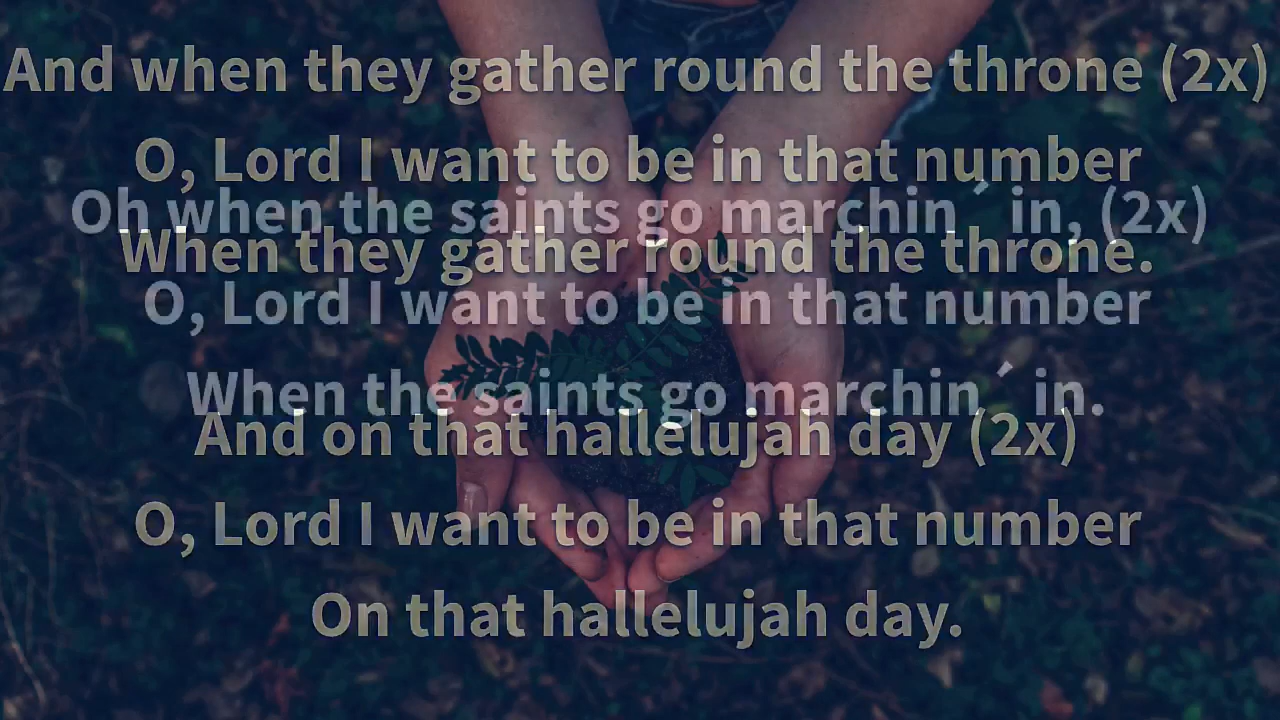 And when they gather round the throne (2x)
O, Lord I want to be in that number
Oh when the saints go marchin´ in, (2x)
When they gather round the throne.
O, Lord I want to be in that number
When the saints go marchin´ in.
And on that hallelujah day (2x)
O, Lord I want to be in that number
On that hallelujah day.